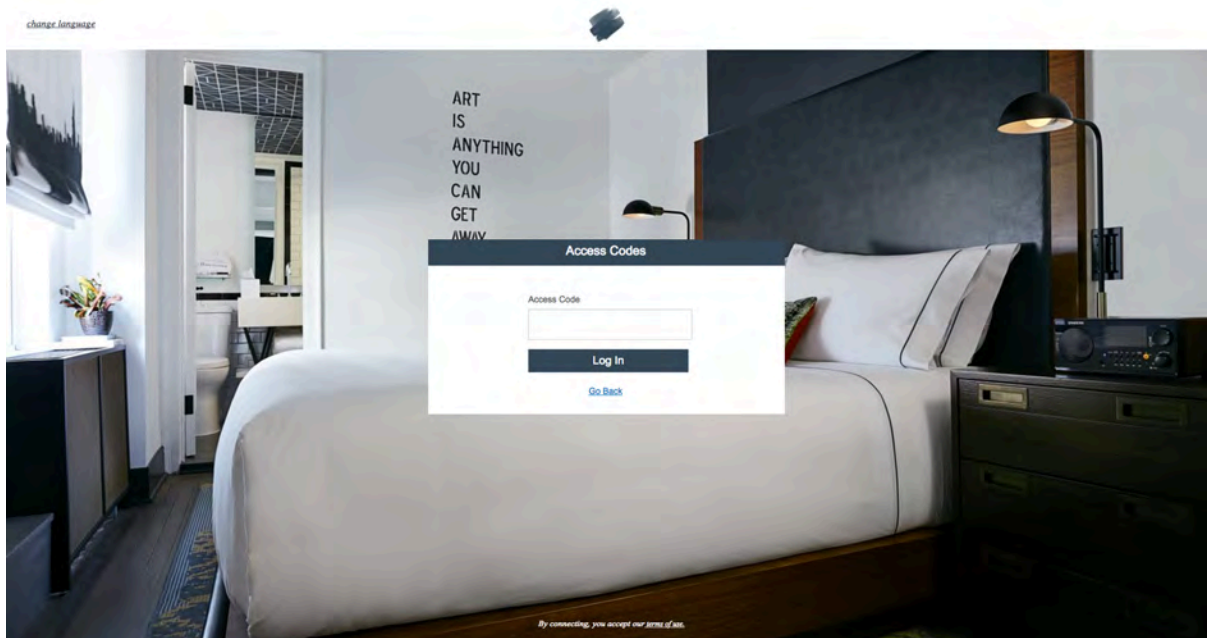 change language
ART
IS
ANYTHING
YOU
CAN
GET
AWAY
Access Codes
Access Code
Log In
Go Back
By connecting, you accept our terms of use.